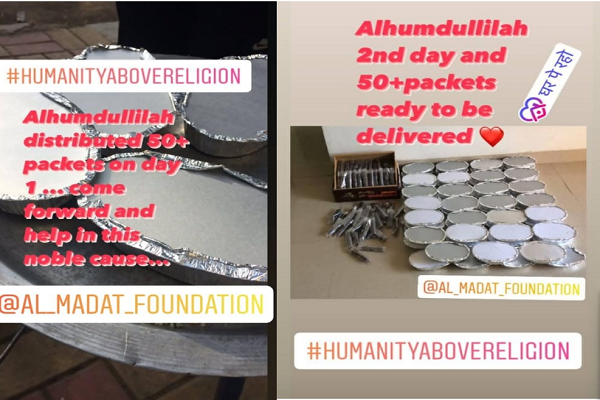 #HUMANITYABOVERELIGION
Alhumdullilah
distributed 50+
packets on day
1 ... come
forward and
help in this
noble cause...
@AL_MADAT_FOUNDATION
Alhumdullilah
2nd day and
50+packets
ready to be
delivered ❤️
घर पे रहो
@AL_MADAT_FOUNDATION
#HUMANITYABOVERELIGION